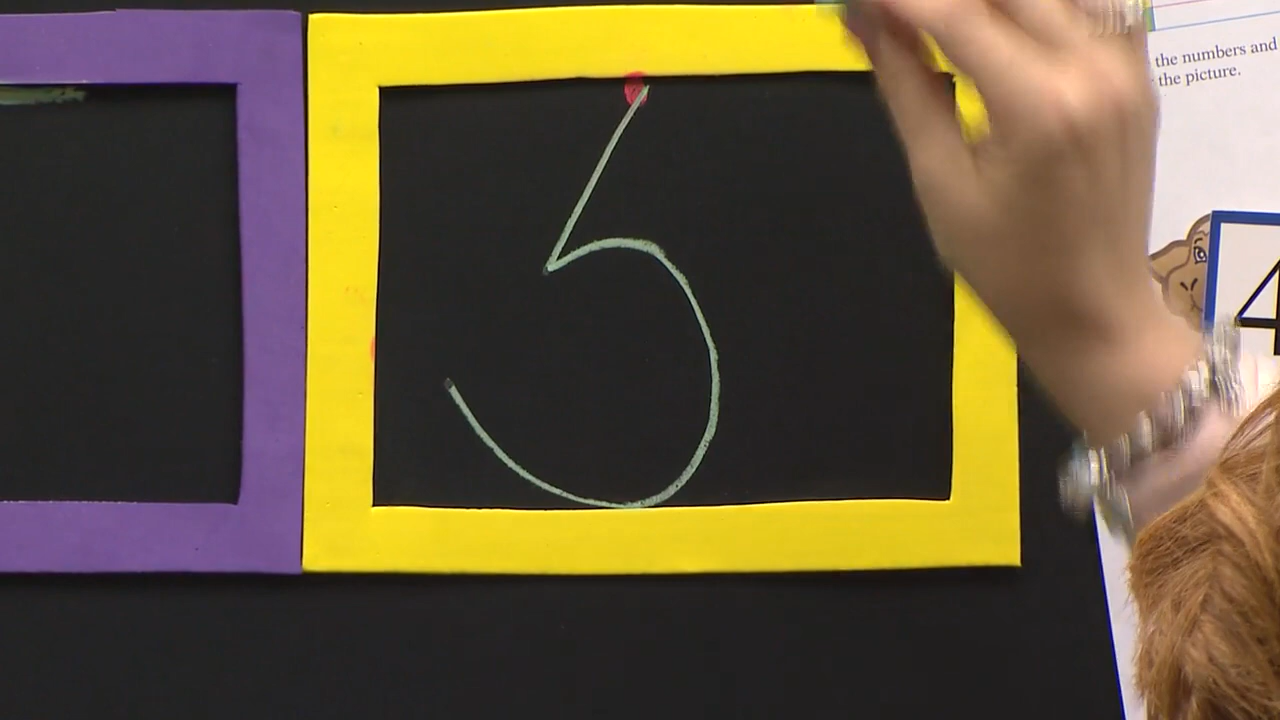 5
the numbers and
the picture.
4